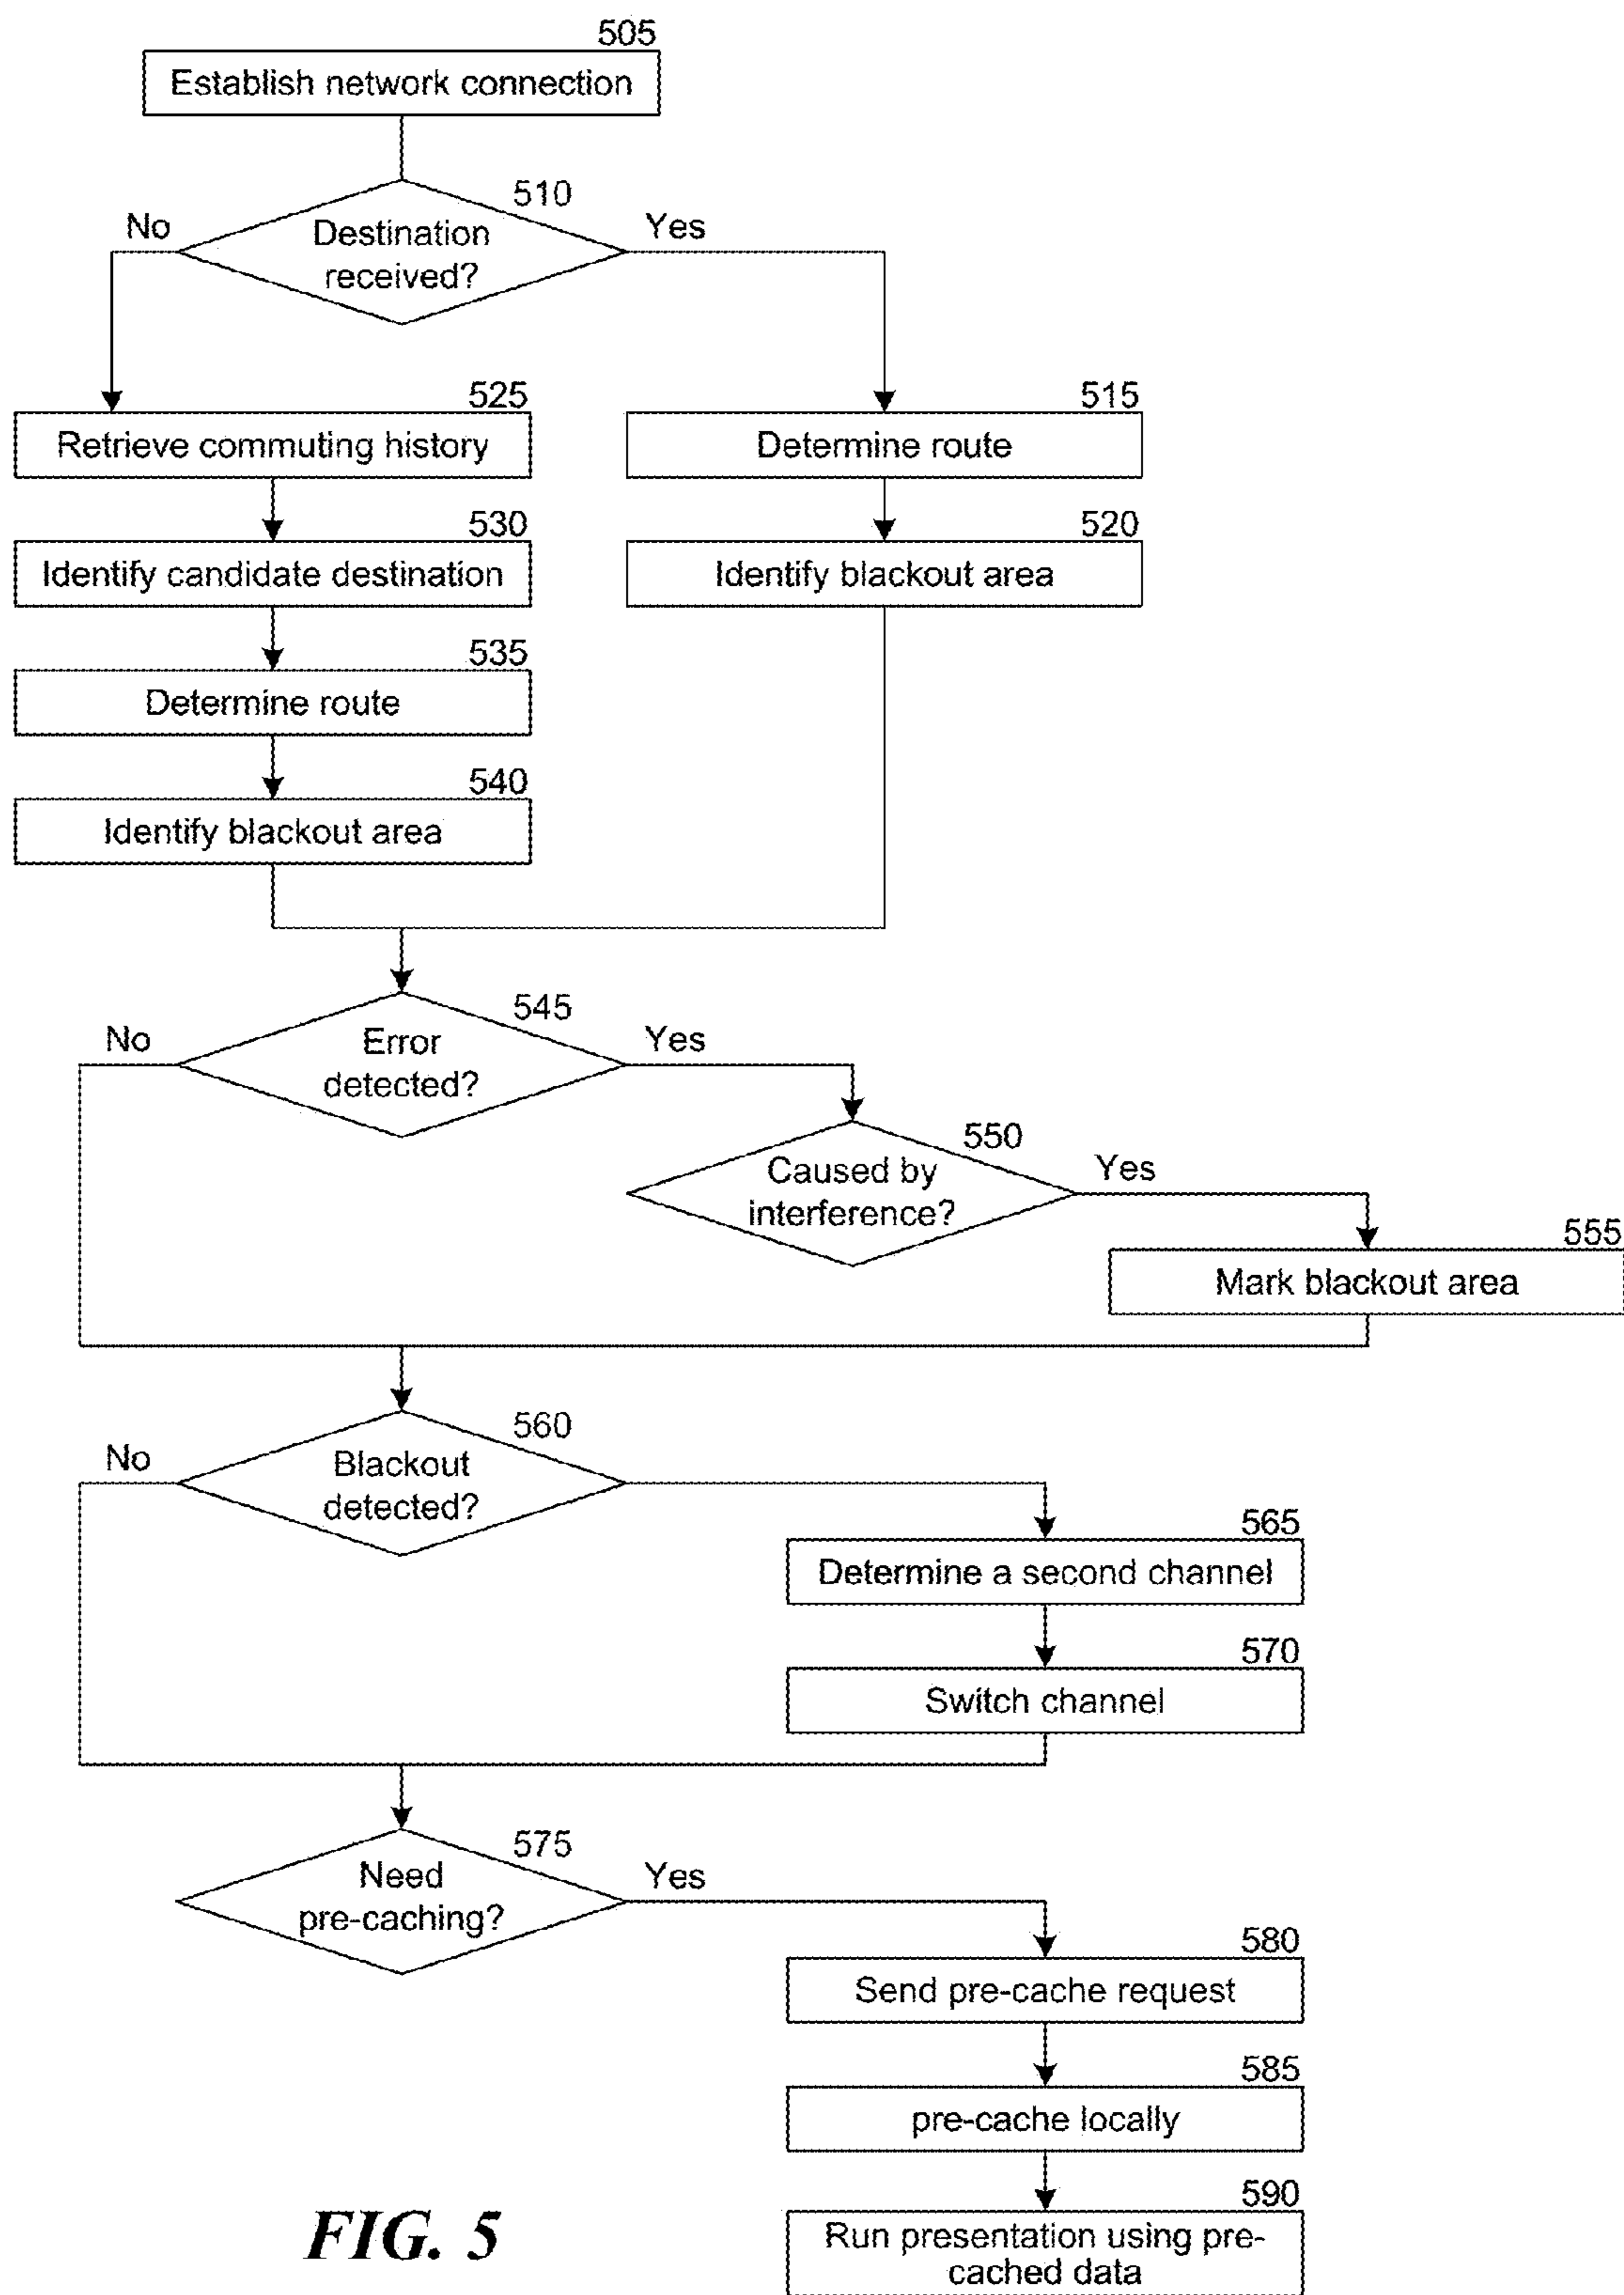 505
Establish network connection
510
No
Yes
Destination
received?
525
515
Retrieve commuting history
Determine route
530
520
Identify candidate destination
Identify blackout area
535
Determine route
540
Identify blackout area
545
No
Yes
Error
detected?
550
Yes
Caused by
interference?
555
Mark blackout area
560
No
Blackout
detected?
565
Determine a second channel
570
Switch channel
575
Yes
Need
pre-caching?
580
Send pre-cache request
585
pre-cache locally
590
Run presentation using pre-
cached data
FIG. 5